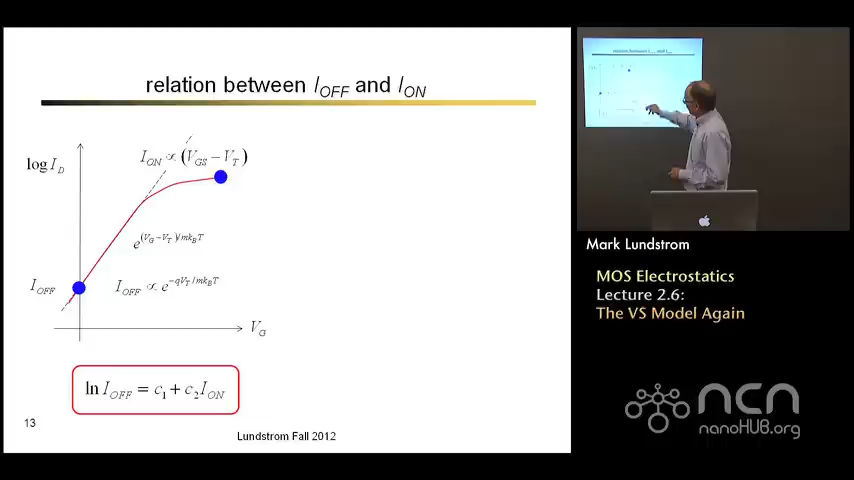 relation between I_OFF and I_ON
log I_D
I_ON ∝ (V_GS − V_T)
e^{(V_G − V_T)/mk_BT}
I_OFF
I_OFF ∝ e^{−qV_T/mk_BT}
V_G
ln I_OFF = c_1 + c_2 I_ON
13
Lundstrom Fall 2012
Mark Lundstrom
MOS Electrostatics
Lecture 2.6:
The VS Model Again
ncn
nanoHUB.org